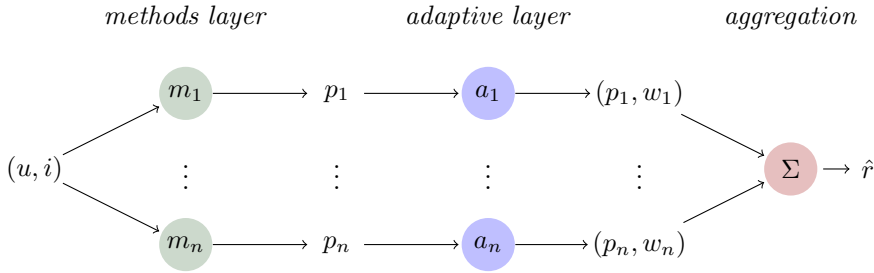 methods layer adaptive layer aggregation
m₁ p₁ a₁ (p₁, w₁)
(u, i) ⋮ ⋮ ⋮ ⋮ Σ r̂
mₙ pₙ aₙ (pₙ, wₙ)